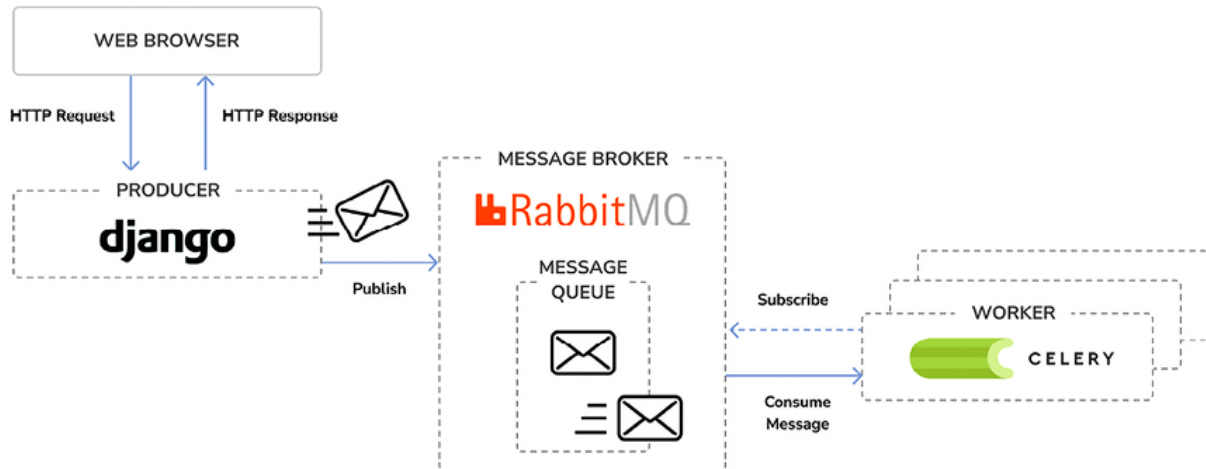 WEB BROWSER
HTTP Request
HTTP Response
PRODUCER
django
Publish
MESSAGE BROKER
RabbitMQ
MESSAGE
QUEUE
Subscribe
Consume
Message
WORKER
CELERY